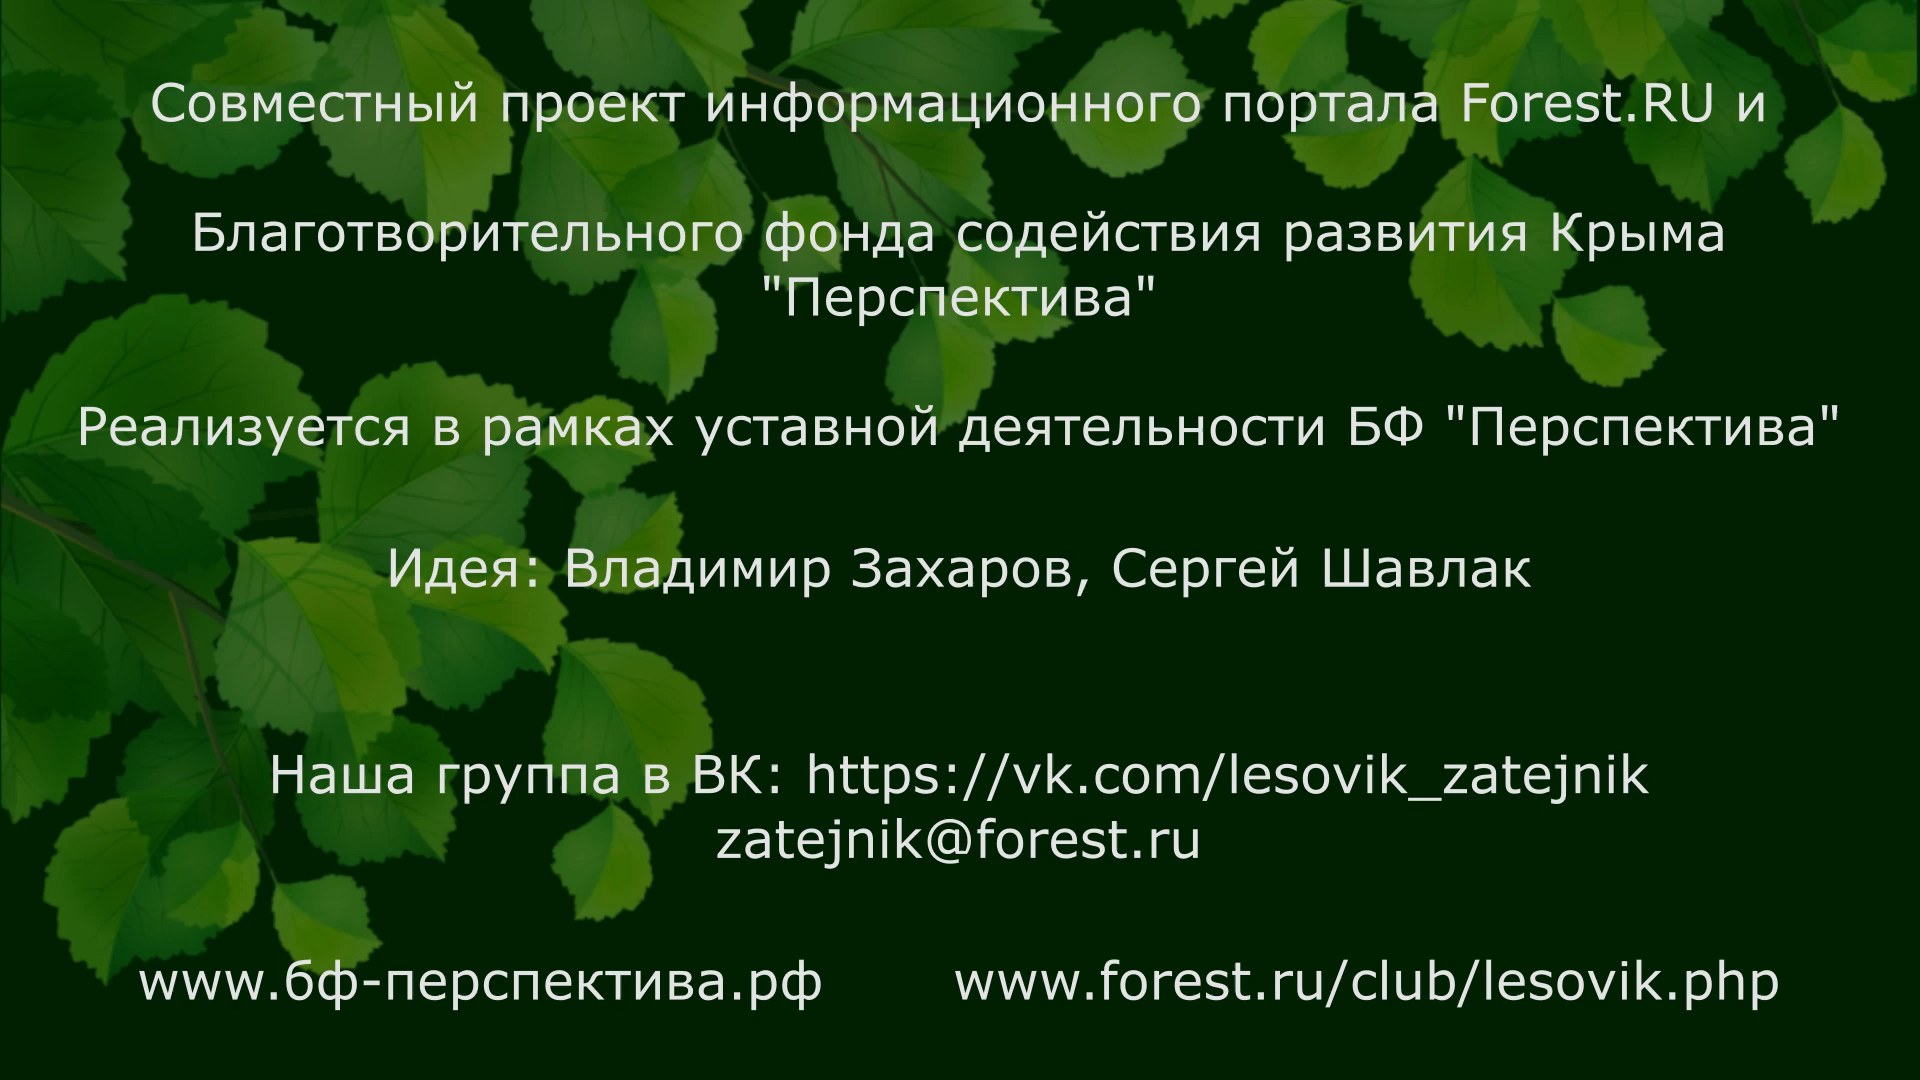 Совместный проект информационного портала Forest.RU и
Благотворительного фонда содействия развития Крыма
"Перспектива"
Реализуется в рамках уставной деятельности БФ "Перспектива"
Идея: Владимир Захаров, Сергей Шавлак
Наша группа в ВК: https://vk.com/lesovik_zatejnik
zatejnik@forest.ru
www.бф-перспектива.рф www.forest.ru/club/lesovik.php